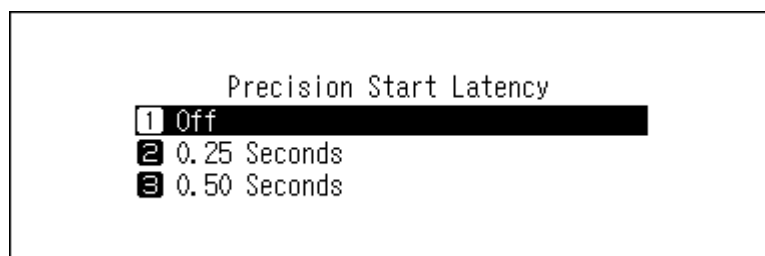 Precision Start Latency
1 Off
2 0.25 Seconds
3 0.50 Seconds